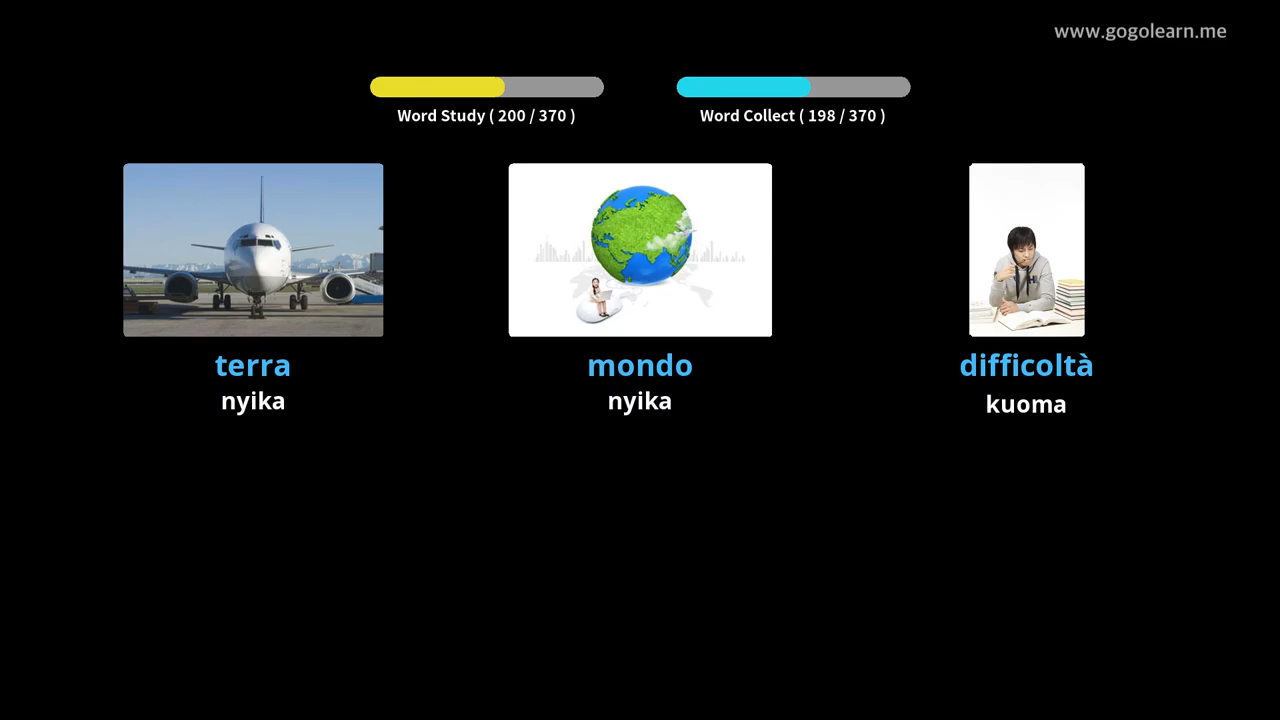 www.gogolearn.me
Word Study ( 200 / 370 )
Word Collect ( 198 / 370 )
terra
nyika
mondo
nyika
difficoltà
kuoma